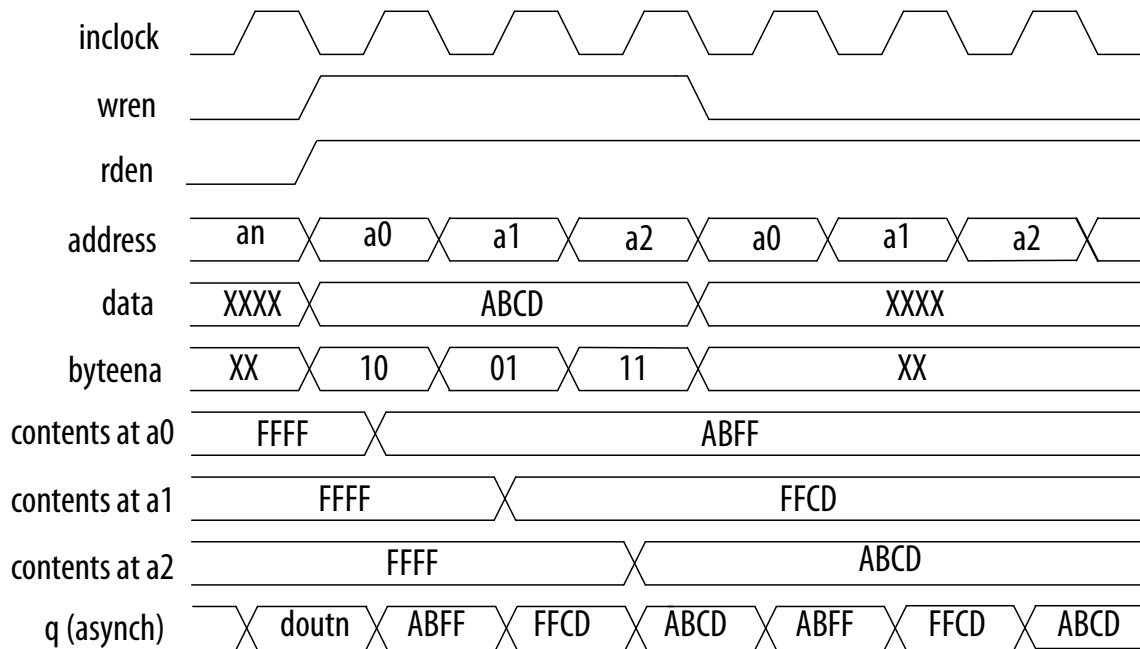 inclock
wren
rden
address an a0 a1 a2 a0 a1 a2
data XXXX ABCD XXXX
byteena XX 10 01 11 XX
contents at a0 FFFF ABFF
contents at a1 FFFF FFCD
contents at a2 FFFF ABCD
q (asynch) doutn ABFF FFCD ABCD ABFF FFCD ABCD